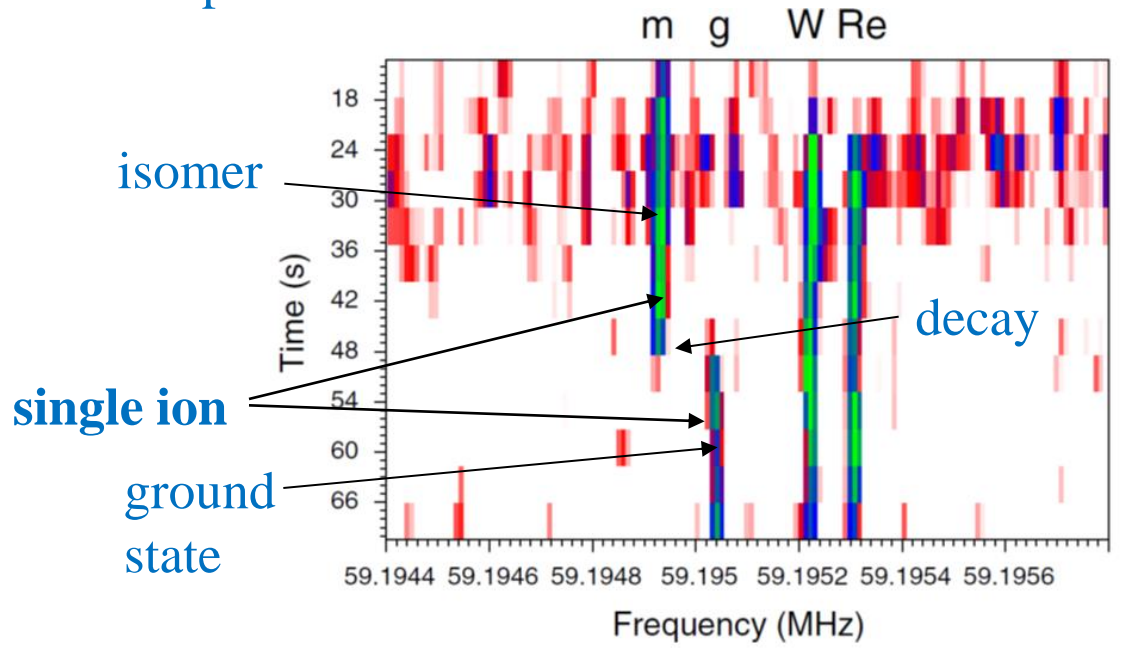 m g W Re
18
24
30
36
42
48
54
60
66
Time (s)
isomer
decay
single ion
ground
state
59.1944 59.1946 59.1948 59.195 59.1952 59.1954 59.1956
Frequency (MHz)